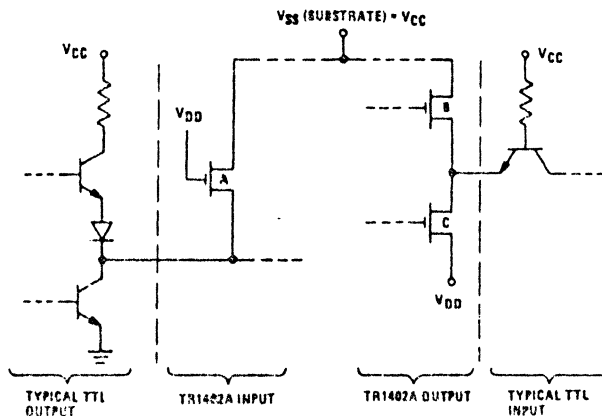 VSS (SUBSTRATE) = VCC
VCC
VDD
A
B
C
VDD
VCC
TYPICAL TTL
OUTPUT
TR1402A INPUT
TR1402A OUTPUT
TYPICAL TTL
INPUT